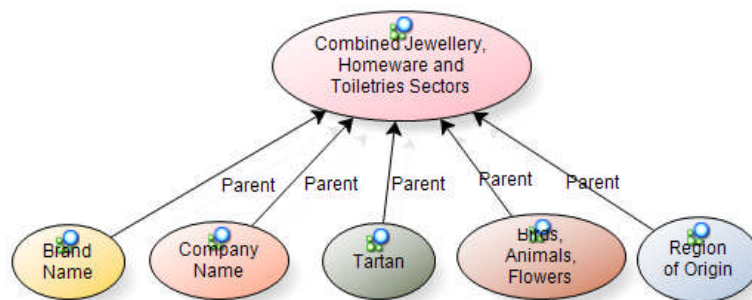 Combined Jewellery,
Homeware and
Toiletries Sectors
Parent
Parent
Parent
Parent
Parent
Brand
Name
Company
Name
Tartan
Birds,
Animals,
Flowers
Region
of Origin